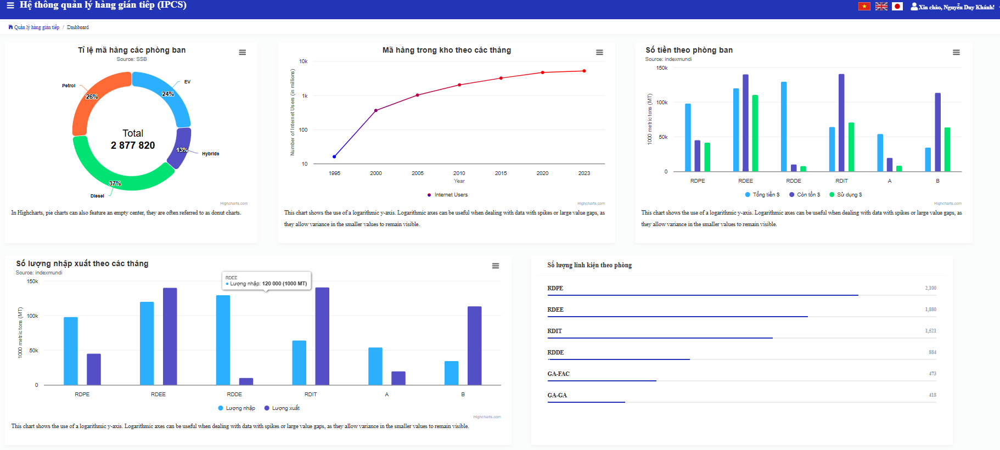 Hệ thống quản lý hàng gián tiếp (IPCS)
Xin chào, Nguyễn Duy Khánh!
Quản lý hàng gián tiếp / Dashboard
Tỉ lệ mã hàng các phòng ban
Source: SSB
Petrol
EV
26%
24%
Total
2 877 820
13%
Hybrids
37%
Diesel
Highcharts.com
In Highcharts, pie charts can also feature an empty center, they are often referred to as donut charts.
Mã hàng trong kho theo các tháng
Number of Internet Users (in millions)
10k
1k
100
10
1995 2000 2005 2010 2015 2020 2023
Year
Internet Users
Highcharts.com
This chart shows the use of a logarithmic y-axis. Logarithmic axes can be useful when dealing with data with spikes or large value gaps, as
they allow variance in the smaller values to remain visible.
Số tiền theo phòng ban
Source: indexmundi
1000 metric tons (MT)
150k
100k
50k
0
RDPE RDEE RDDE RDIT A B
Tổng tiền $ Còn tồn $ Sử dụng $
Highcharts.com
This chart shows the use of a logarithmic y-axis. Logarithmic axes can be useful when dealing with data with spikes or large value gaps, as
they allow variance in the smaller values to remain visible.
Số lượng nhập xuất theo các tháng
Source: indexmundi
RDEE
Lượng nhập: 120 000 (1000 MT)
1000 metric tons (MT)
150k
100k
50k
0
RDPE RDEE RDDE RDIT A B
Lượng nhập Lượng xuất
Highcharts.com
This chart shows the use of a logarithmic y-axis. Logarithmic axes can be useful when dealing with data with spikes or large value gaps, as they allow variance in the smaller values to remain visible.
Số lượng linh kiện theo phòng
RDPE 2,100
RDEE 1,880
RDIT 1,521
RDDE 884
GA-FAC 473
GA-GA 418